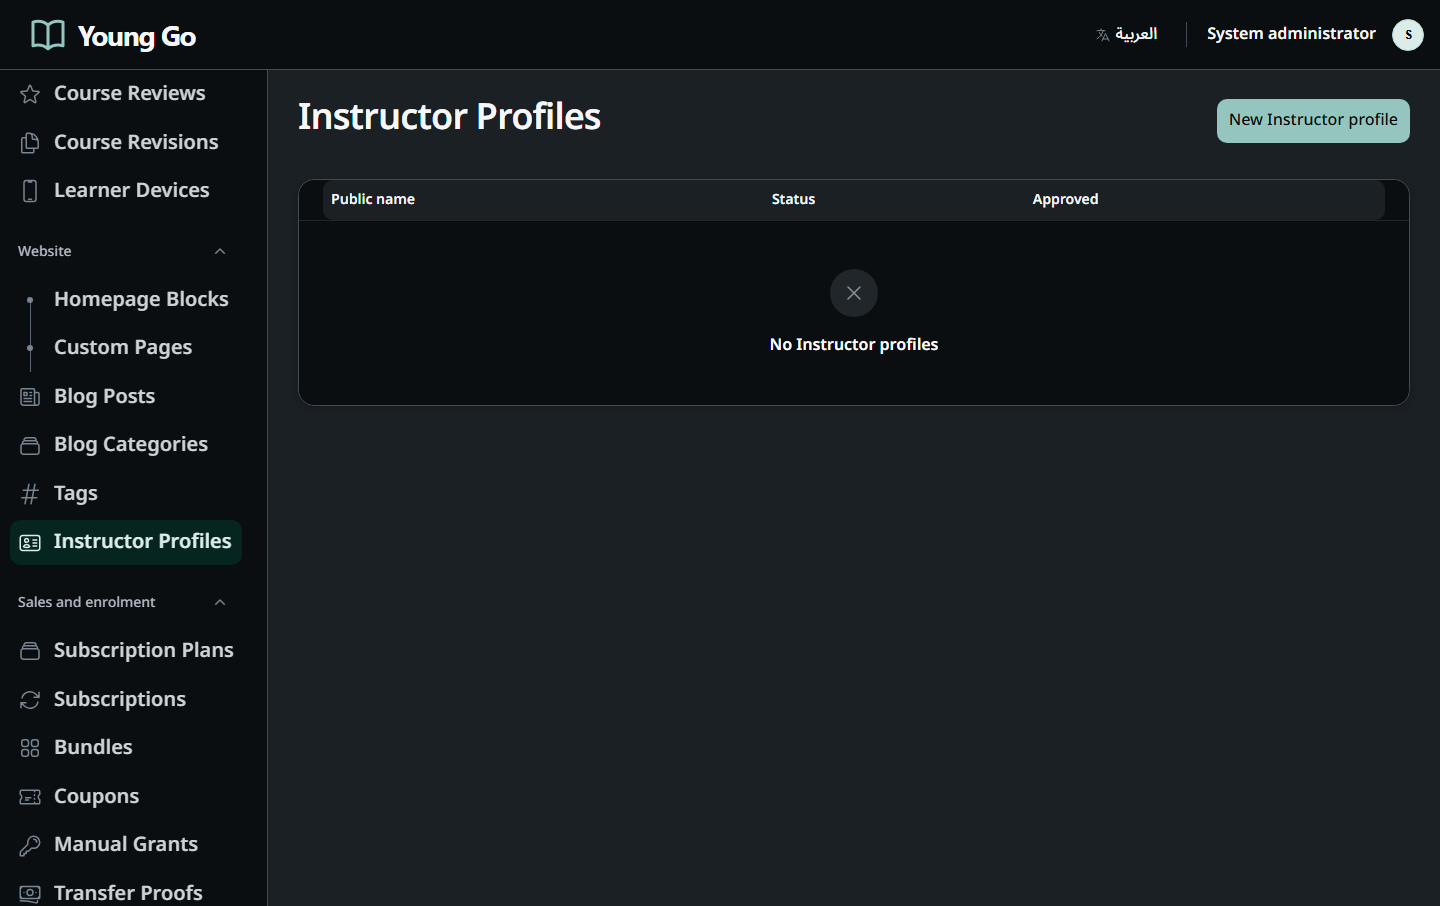 Young Go
العربية
System administrator
S
Course Reviews
Course Revisions
Learner Devices
Website
Homepage Blocks
Custom Pages
Blog Posts
Blog Categories
Tags
Instructor Profiles
Sales and enrolment
Subscription Plans
Subscriptions
Bundles
Coupons
Manual Grants
Transfer Proofs
Instructor Profiles
New Instructor profile
Public name
Status
Approved
No Instructor profiles